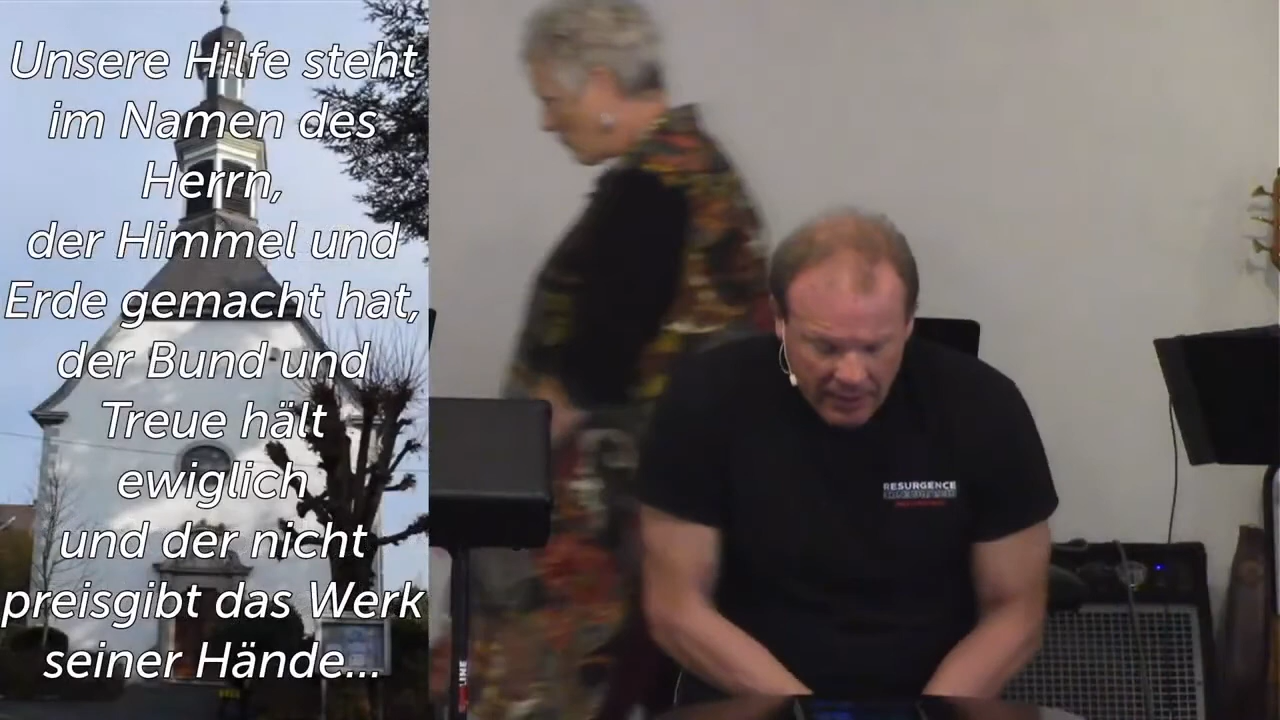 Unsere Hilfe steht
im Namen des
Herrn,
der Himmel und
Erde gemacht hat,
der Bund und
Treue hält
ewiglich
und der nicht
preisgibt das Werk
seiner Hände...
RESURGENCE
LINE